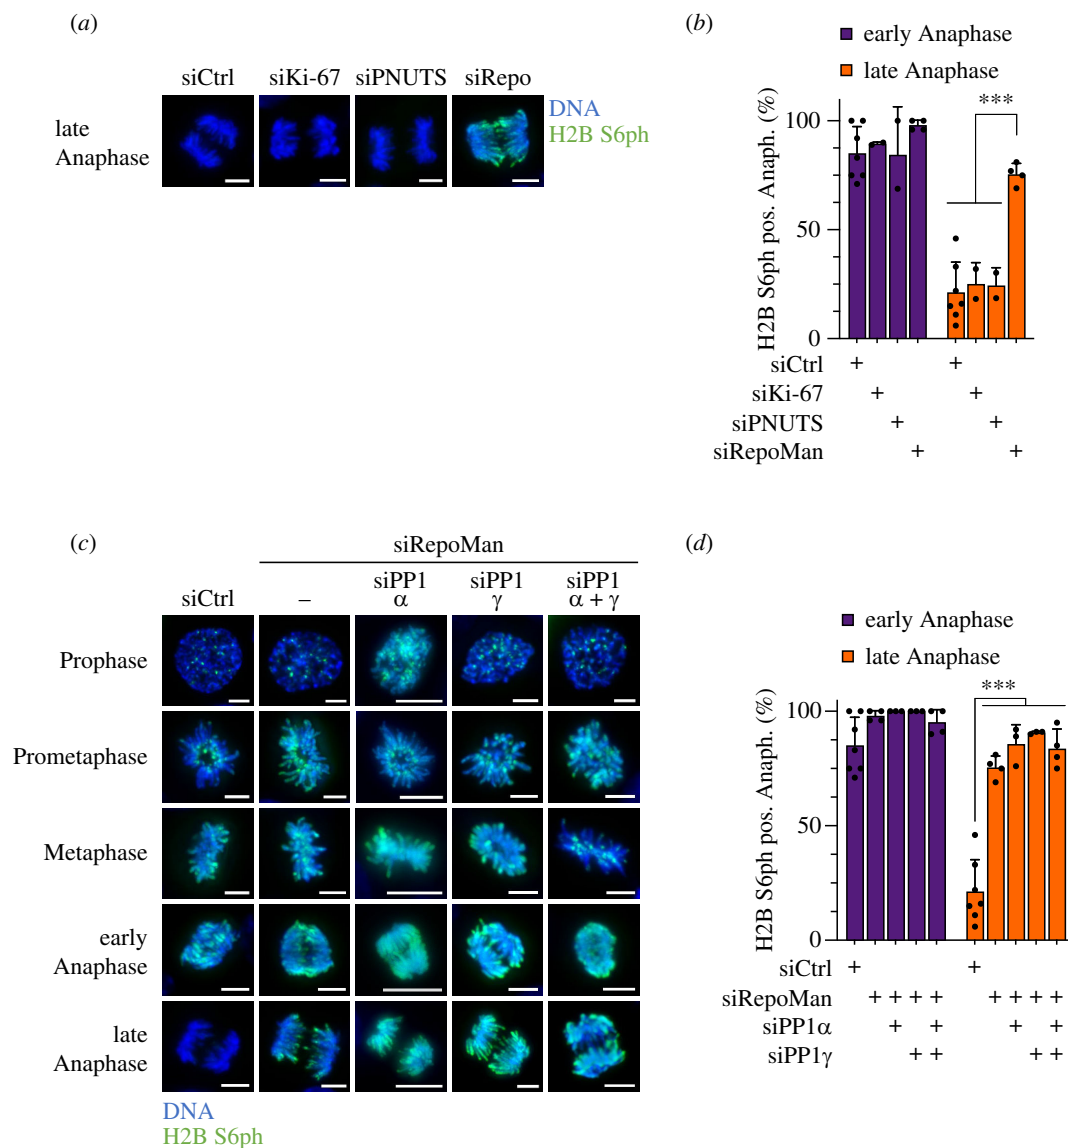 (a)
siCtrl siKi-67 siPNUTS siRepo
late
Anaphase
DNA
H2B S6ph
(b)
early Anaphase
late Anaphase
***
H2B S6ph pos. Anaph. (%)
100
50
0
siCtrl + +
siKi-67 + +
siPNUTS + +
siRepoMan + +
(c)
siRepoMan
siCtrl – siPP1 α siPP1 γ siPP1 α + γ
Prophase
Prometaphase
Metaphase
early
Anaphase
late
Anaphase
DNA
H2B S6ph
(d)
early Anaphase
late Anaphase
***
H2B S6ph pos. Anaph. (%)
100
50
0
siCtrl + +
siRepoMan + + + + + + + +
siPP1α + + + +
siPP1γ + + + +